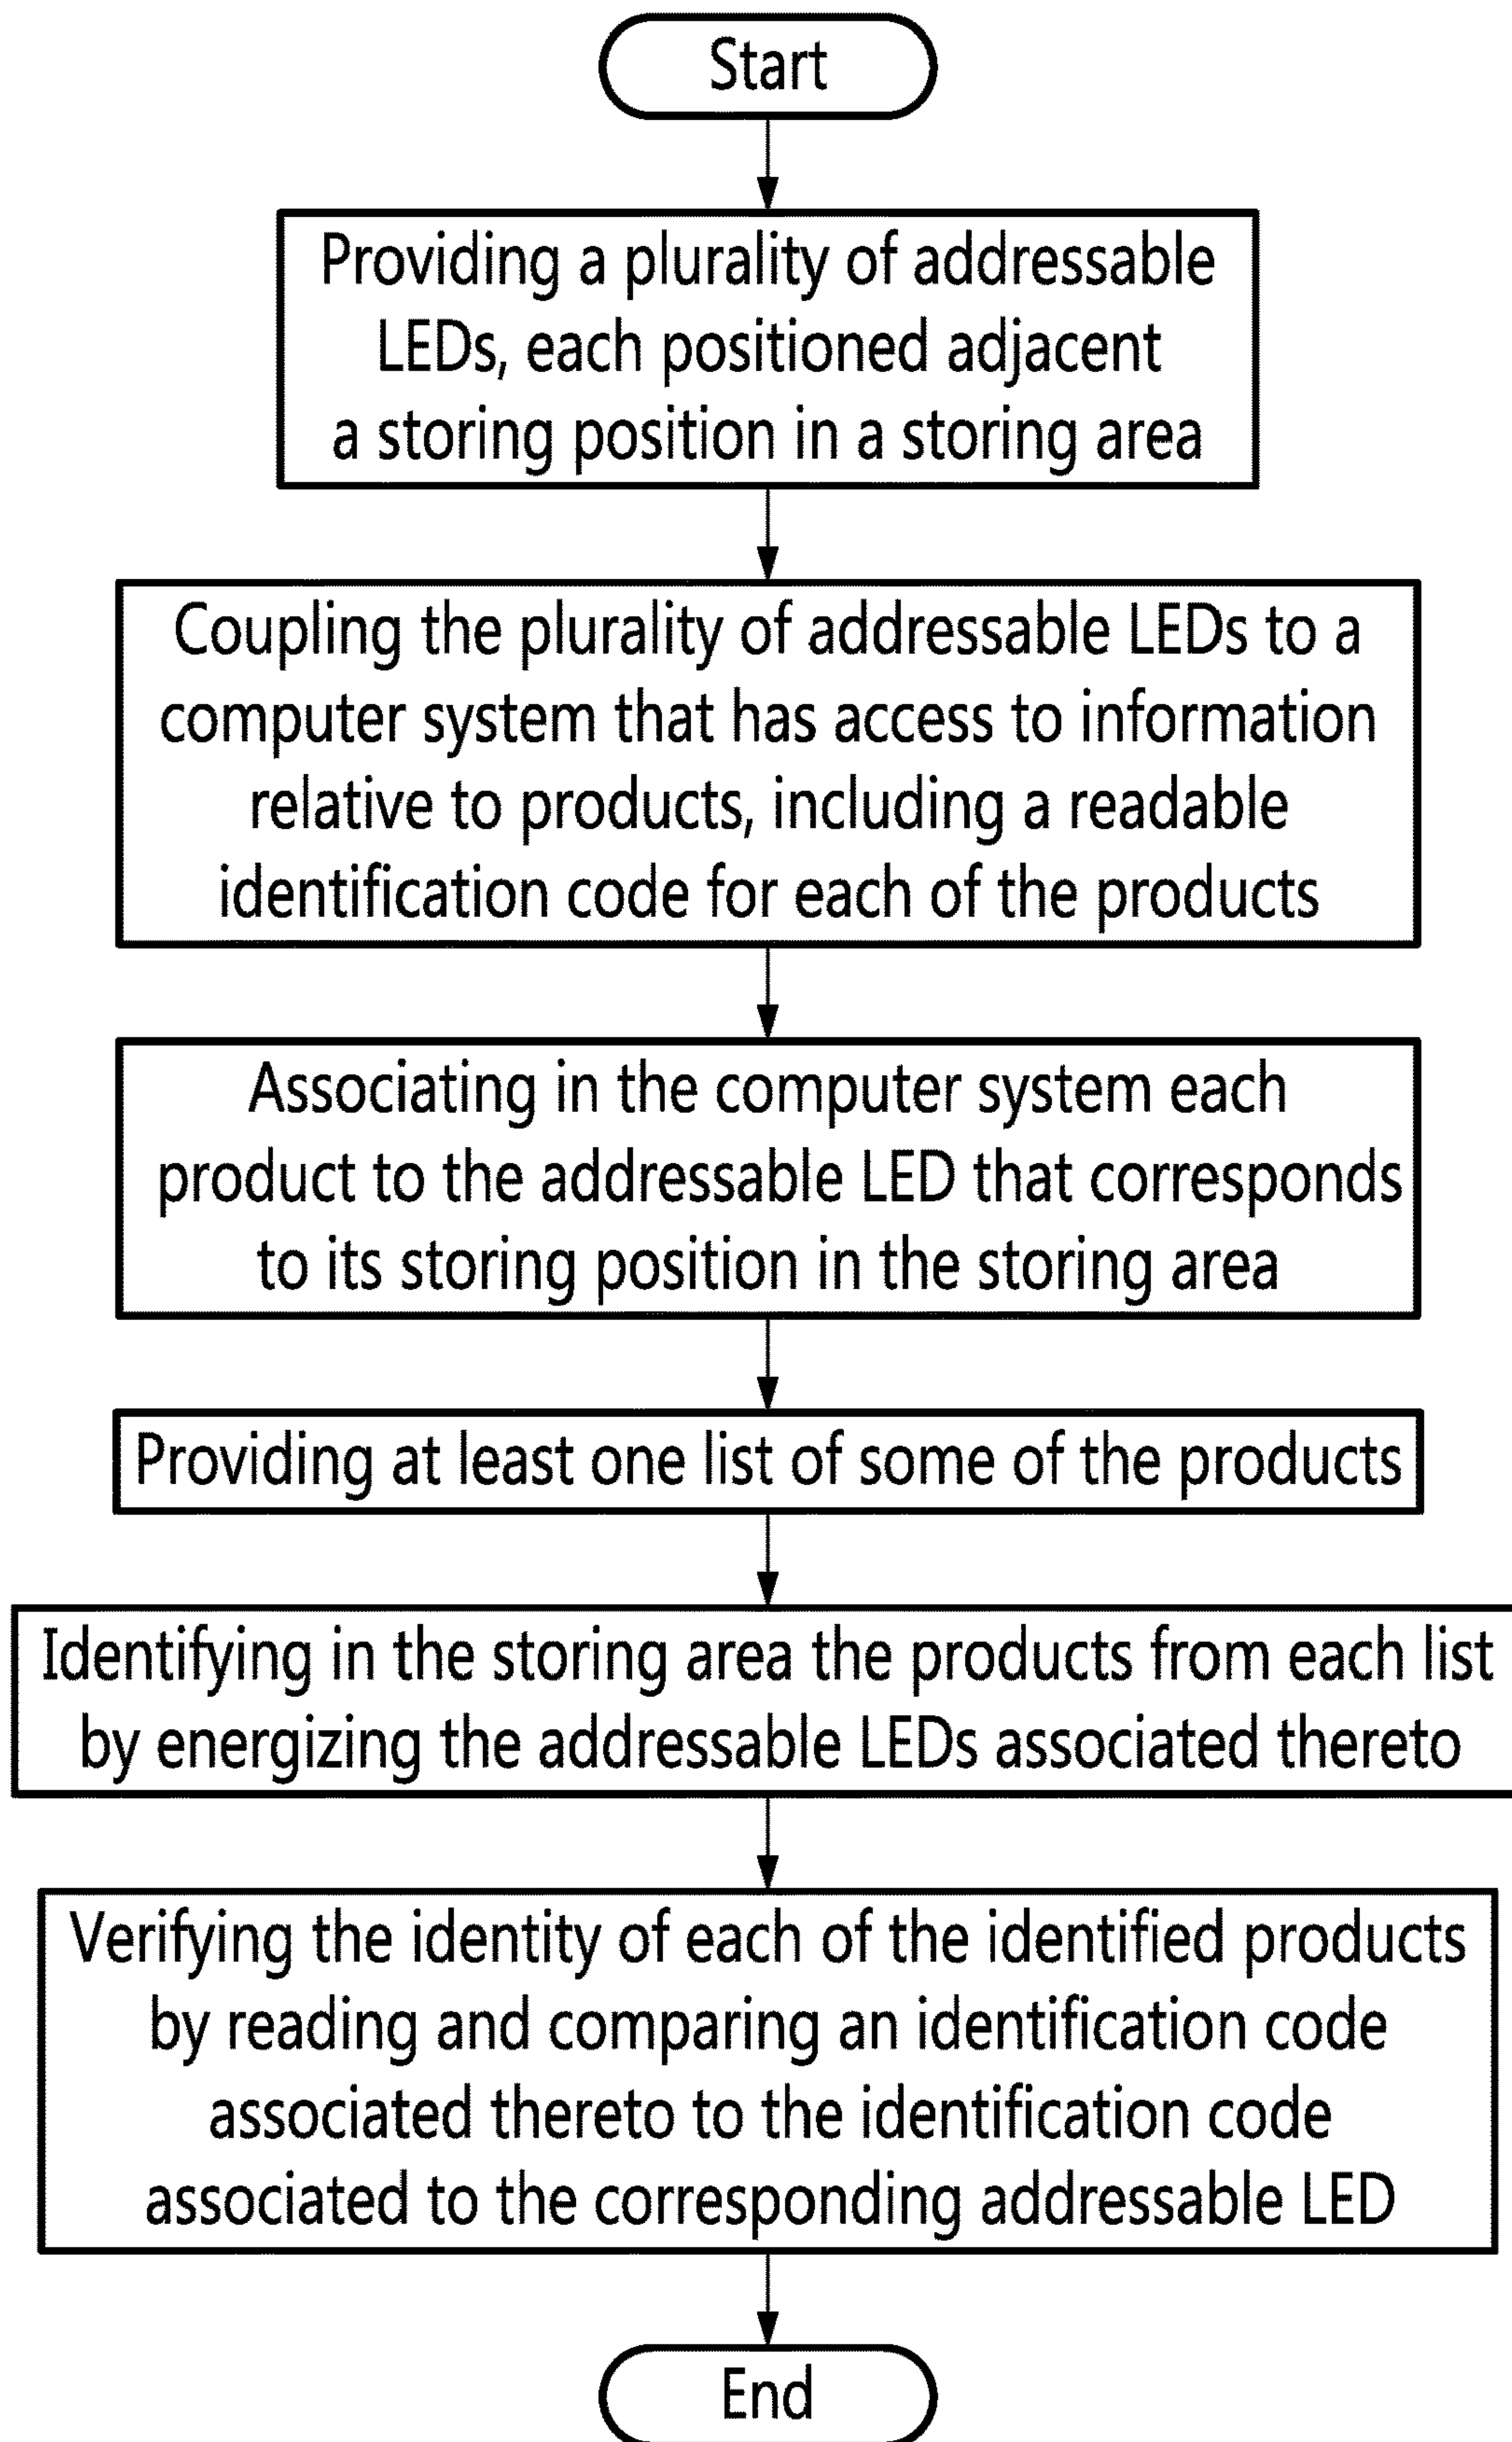 Start
Providing a plurality of addressable
LEDs, each positioned adjacent
a storing position in a storing area
Coupling the plurality of addressable LEDs to a
computer system that has access to information
relative to products, including a readable
identification code for each of the products
Associating in the computer system each
product to the addressable LED that corresponds
to its storing position in the storing area
Providing at least one list of some of the products
Identifying in the storing area the products from each list
by energizing the addressable LEDs associated thereto
Verifying the identity of each of the identified products
by reading and comparing an identification code
associated thereto to the identification code
associated to the corresponding addressable LED
End